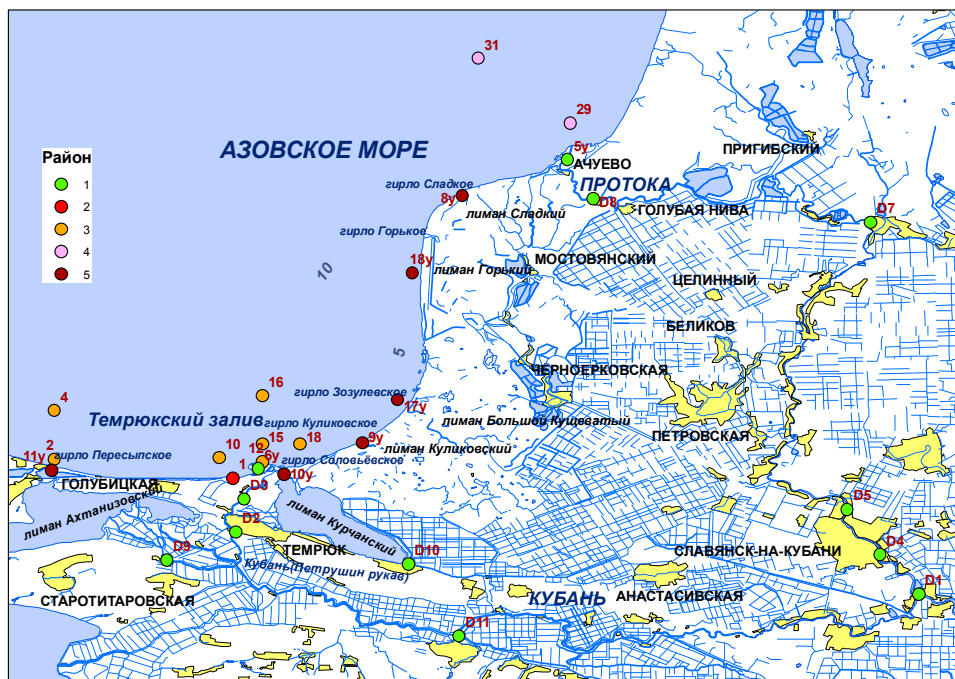 31
29
АЗОВСКОЕ МОРЕ
5у
АЧУЕВО
ПРИГИБСКИЙ
Район
1
2
3
4
5
гирло Сладкое
8у
ПРОТОКА
D8
ГОЛУБАЯ НИВА
D7
лиман Сладкий
гирло Горькое
18у
лиман Горький
МОСТОВЯНСКИЙ
ЦЕЛИННЫЙ
10
БЕЛИКОВ
5
ЧЕРНОЕРКОВСКАЯ
16
гирло Зозулевское
4
17у
Темрюкский залив
гирло Куликовское
лиман Большой Кущеватый
ПЕТРОВСКАЯ
2
10
15
18
9у
12
лиман Куликовский
11у
гирло Пересыпское
6у
гирло Соловьёвское
1
10у
ГОЛУБИЦКАЯ
D3
лиман Ахтанизовский
лиман Курчанский
D5
D2
D9
ТЕМРЮК
D10
СЛАВЯНСК-НА-КУБАНИ
D4
Кубань(Петрушин рукав)
D1
СТАРОТИТАРОВСКАЯ
КУБАНЬ
АНАСТАСИВСКАЯ
D11